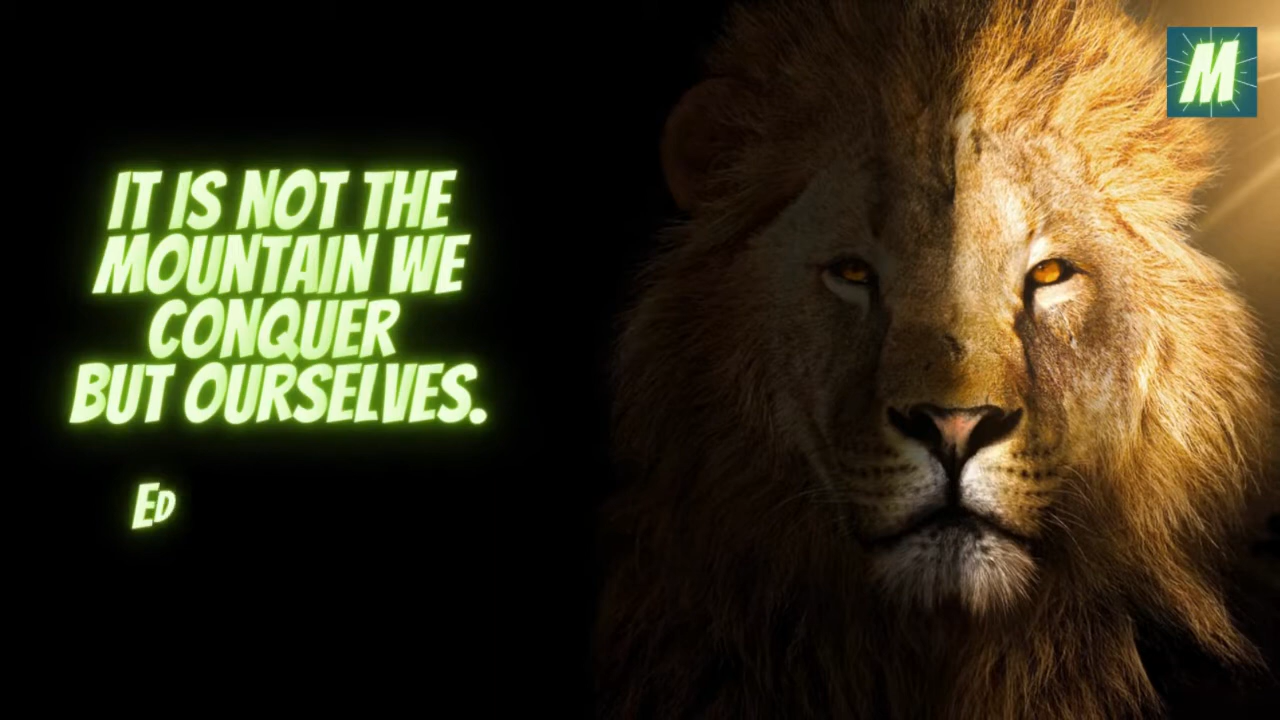 IT IS NOT THE
MOUNTAIN WE
CONQUER
BUT OURSELVES.
ED
M